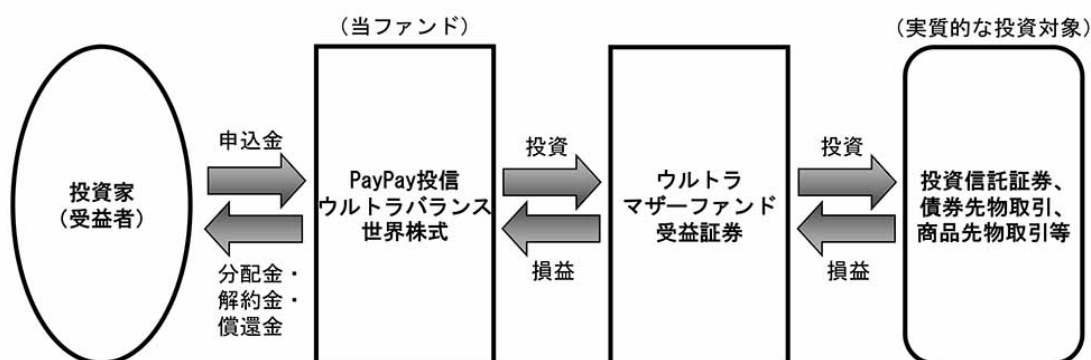 (当ファンド)
(実質的な投資対象)
投資家
(受益者)
申込金
分配金・
解約金・
償還金
PayPay投信
ウルトラバランス
世界株式
投資
損益
ウルトラ
マザーファンド
受益証券
投資
損益
投資信託証券、
債券先物取引、
商品先物取引等